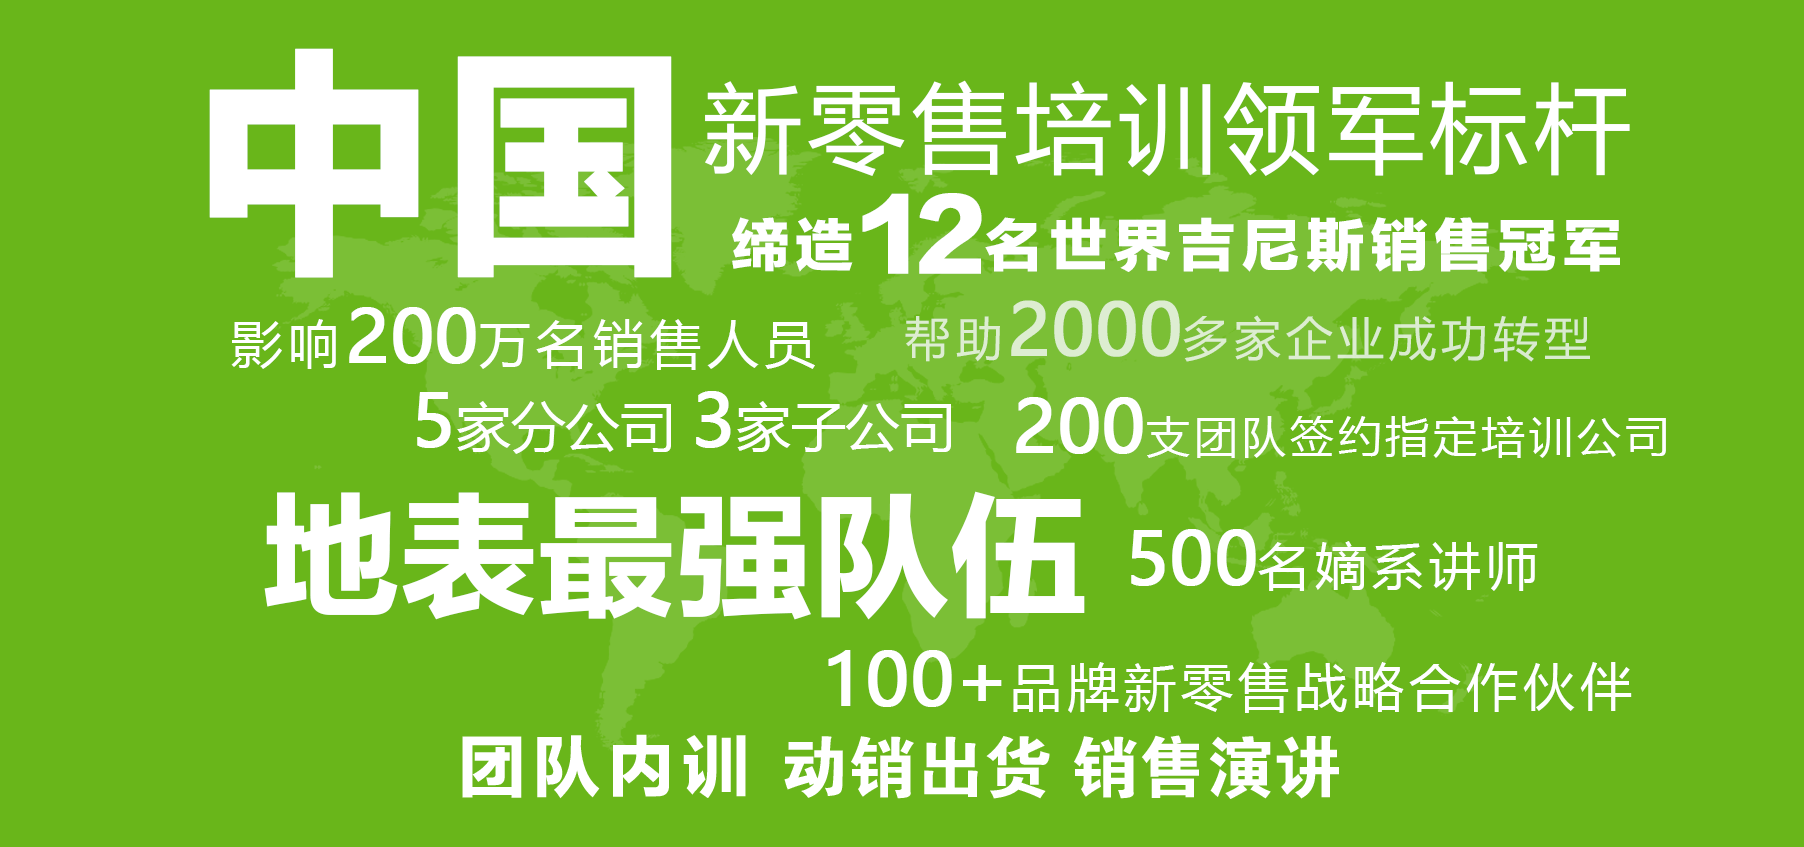 中国新零售培训领军标杆
缔造12名世界吉尼斯销售冠军
影响200万名销售人员 帮助2000多家企业成功转型
5家分公司 3家子公司 200支团队签约指定培训公司
地表最强队伍 500名嫡系讲师
100+品牌新零售战略合作伙伴
团队内训 动销出货 销售演讲